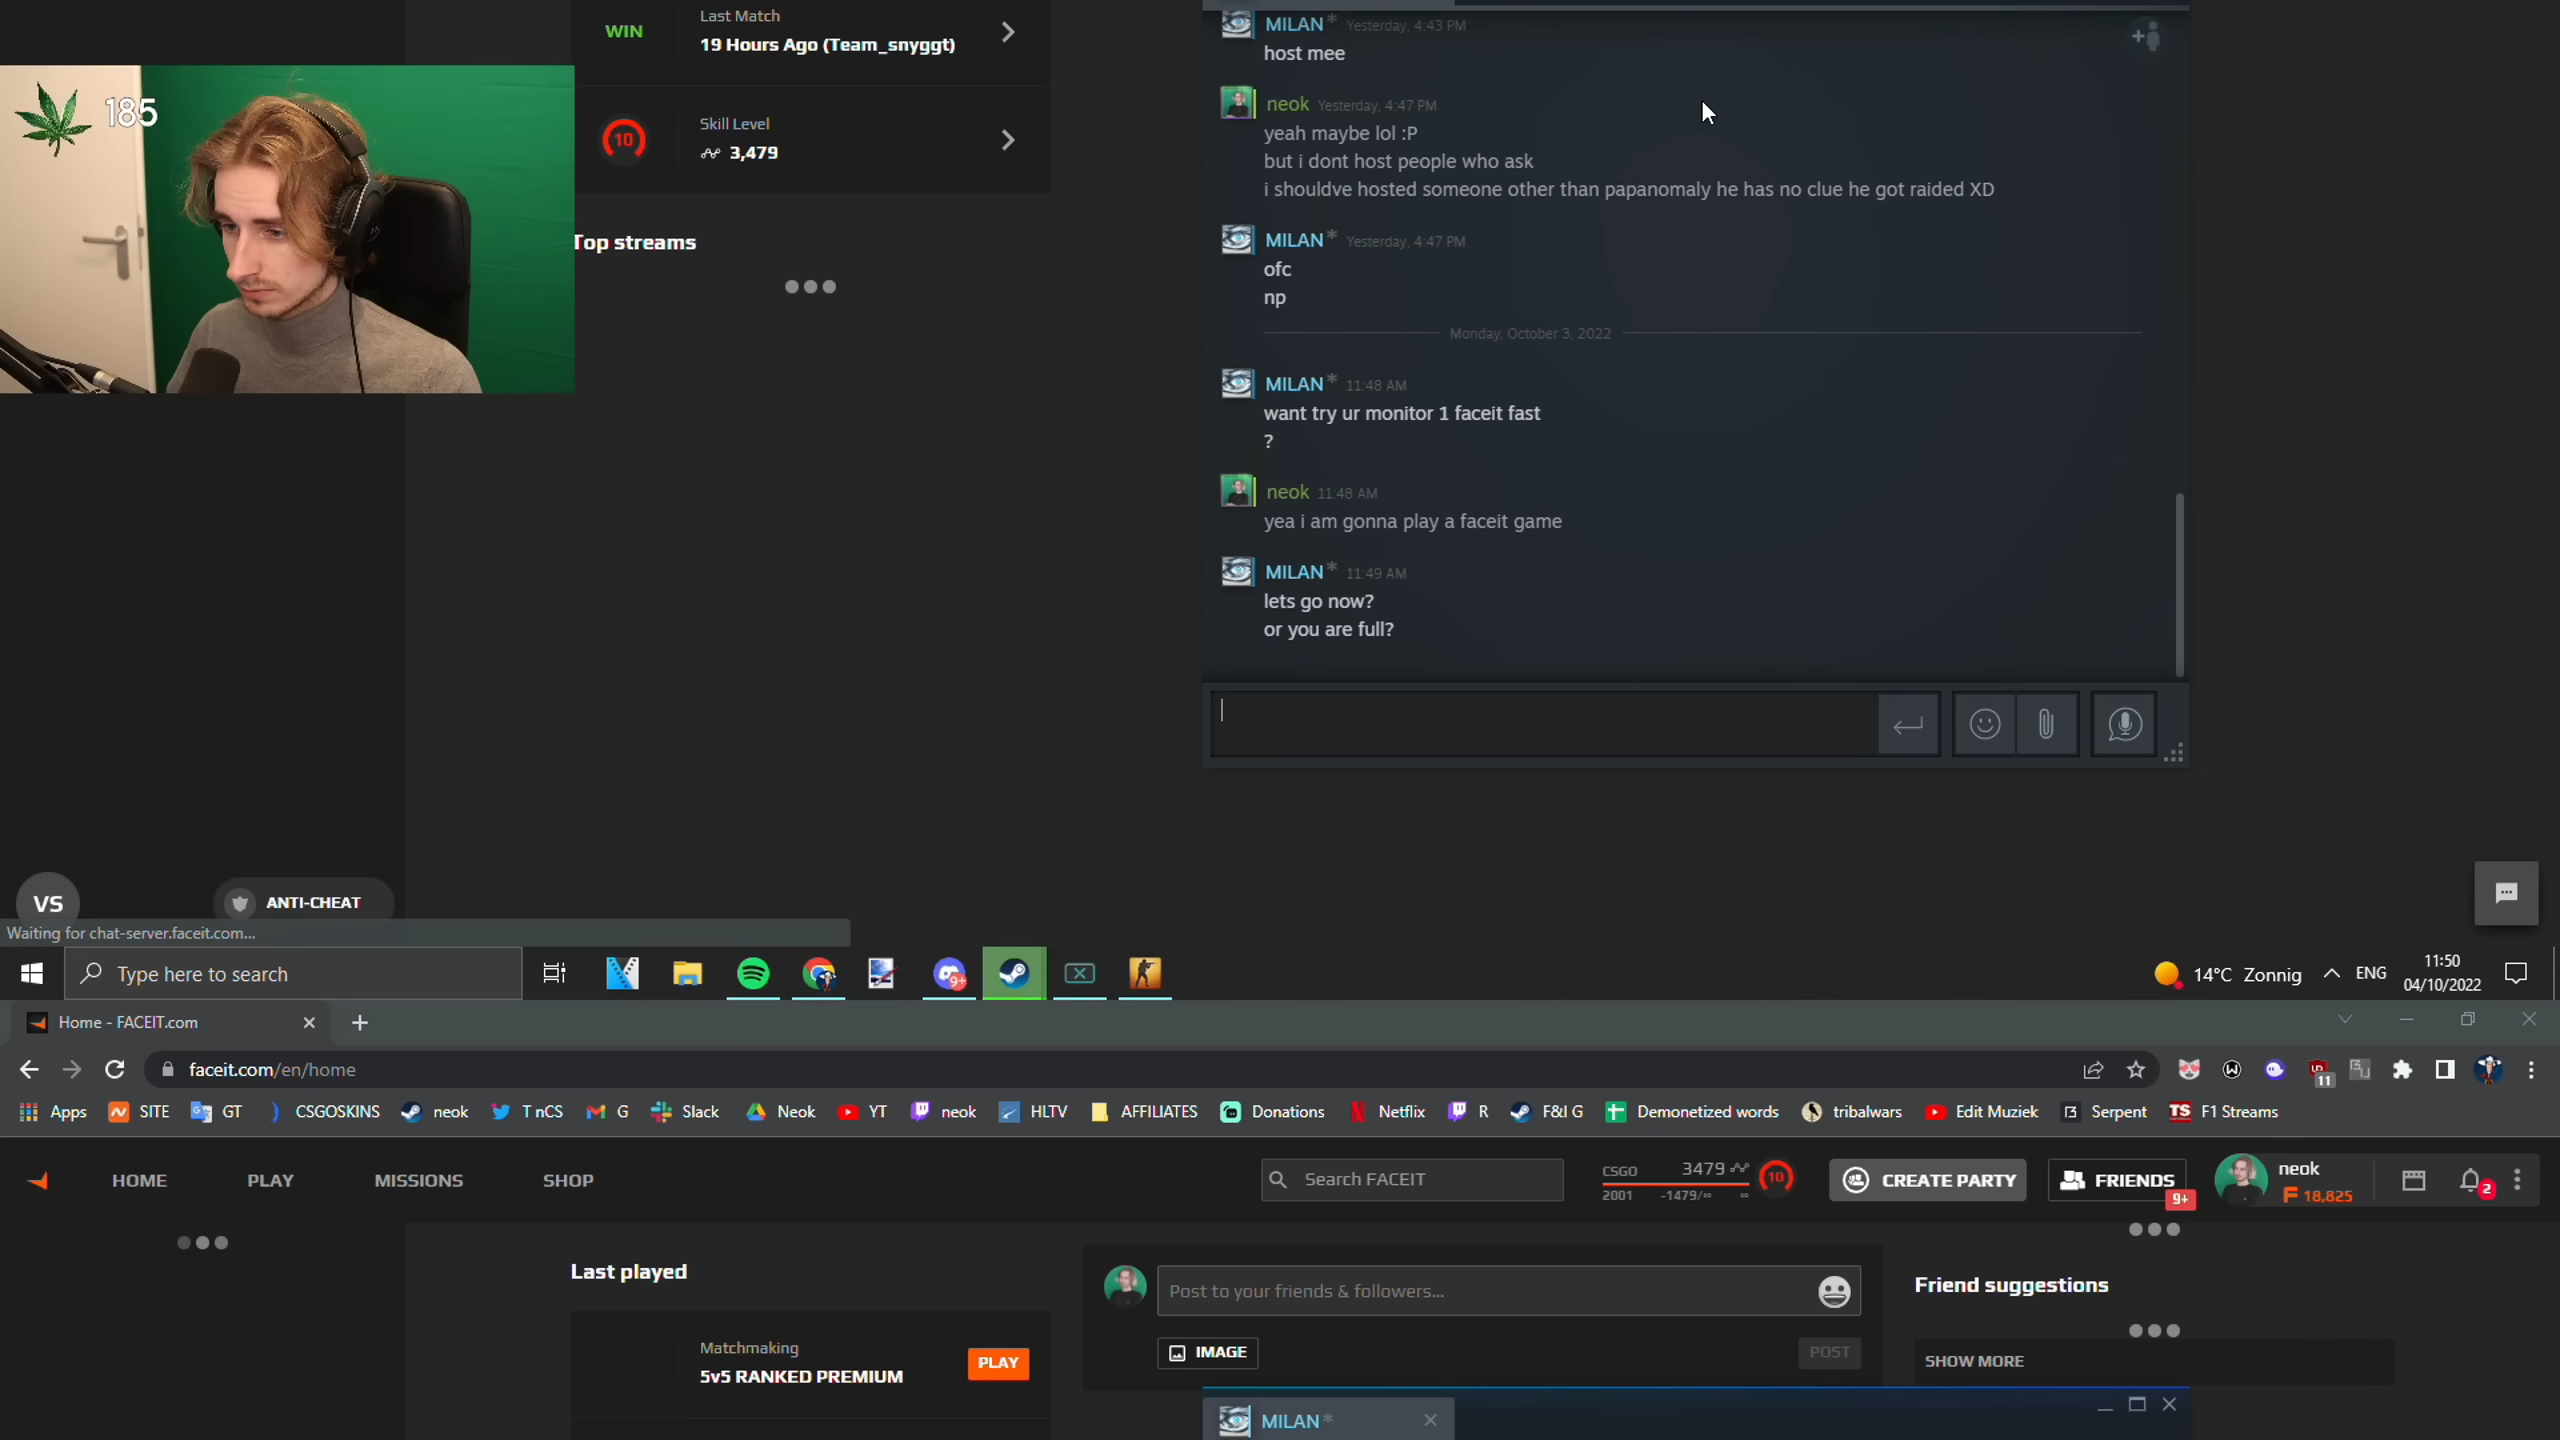 WIN
Last Match
19 Hours Ago (Team_snyggt)
185
10
Skill Level
3,479
Top streams
MILAN* Yesterday, 4:43 PM
host mee
neok Yesterday, 4:47 PM
yeah maybe lol :P
but i dont host people who ask
i shouldve hosted someone other than papanomaly he has no clue he got raided XD
MILAN* Yesterday, 4:47 PM
ofc
np
Monday, October 3, 2022
MILAN* 11:48 AM
want try ur monitor 1 faceit fast
?
neok 11:48 AM
yea i am gonna play a faceit game
MILAN* 11:49 AM
lets go now?
or you are full?
VS
ANTI-CHEAT
Waiting for chat-server.faceit.com...
Type here to search
9+
14°C Zonnig
ENG
11:50
04/10/2022
Home - FACEIT.com
faceit.com/en/home
11
Apps SITE GT CSGOSKINS neok T nCS G Slack Neok YT neok HLTV AFFILIATES Donations Netflix R F&I G Demonetized words tribalwars Edit Muziek Serpent TS F1 Streams
HOME PLAY MISSIONS SHOP
Search FACEIT
CSGO 3479 10
2001 -1479/∞ ∞
CREATE PARTY
FRIENDS
9+
neok
18,825
2
Last played
Matchmaking
5v5 RANKED PREMIUM
PLAY
Post to your friends & followers...
IMAGE
POST
Friend suggestions
SHOW MORE
MILAN*